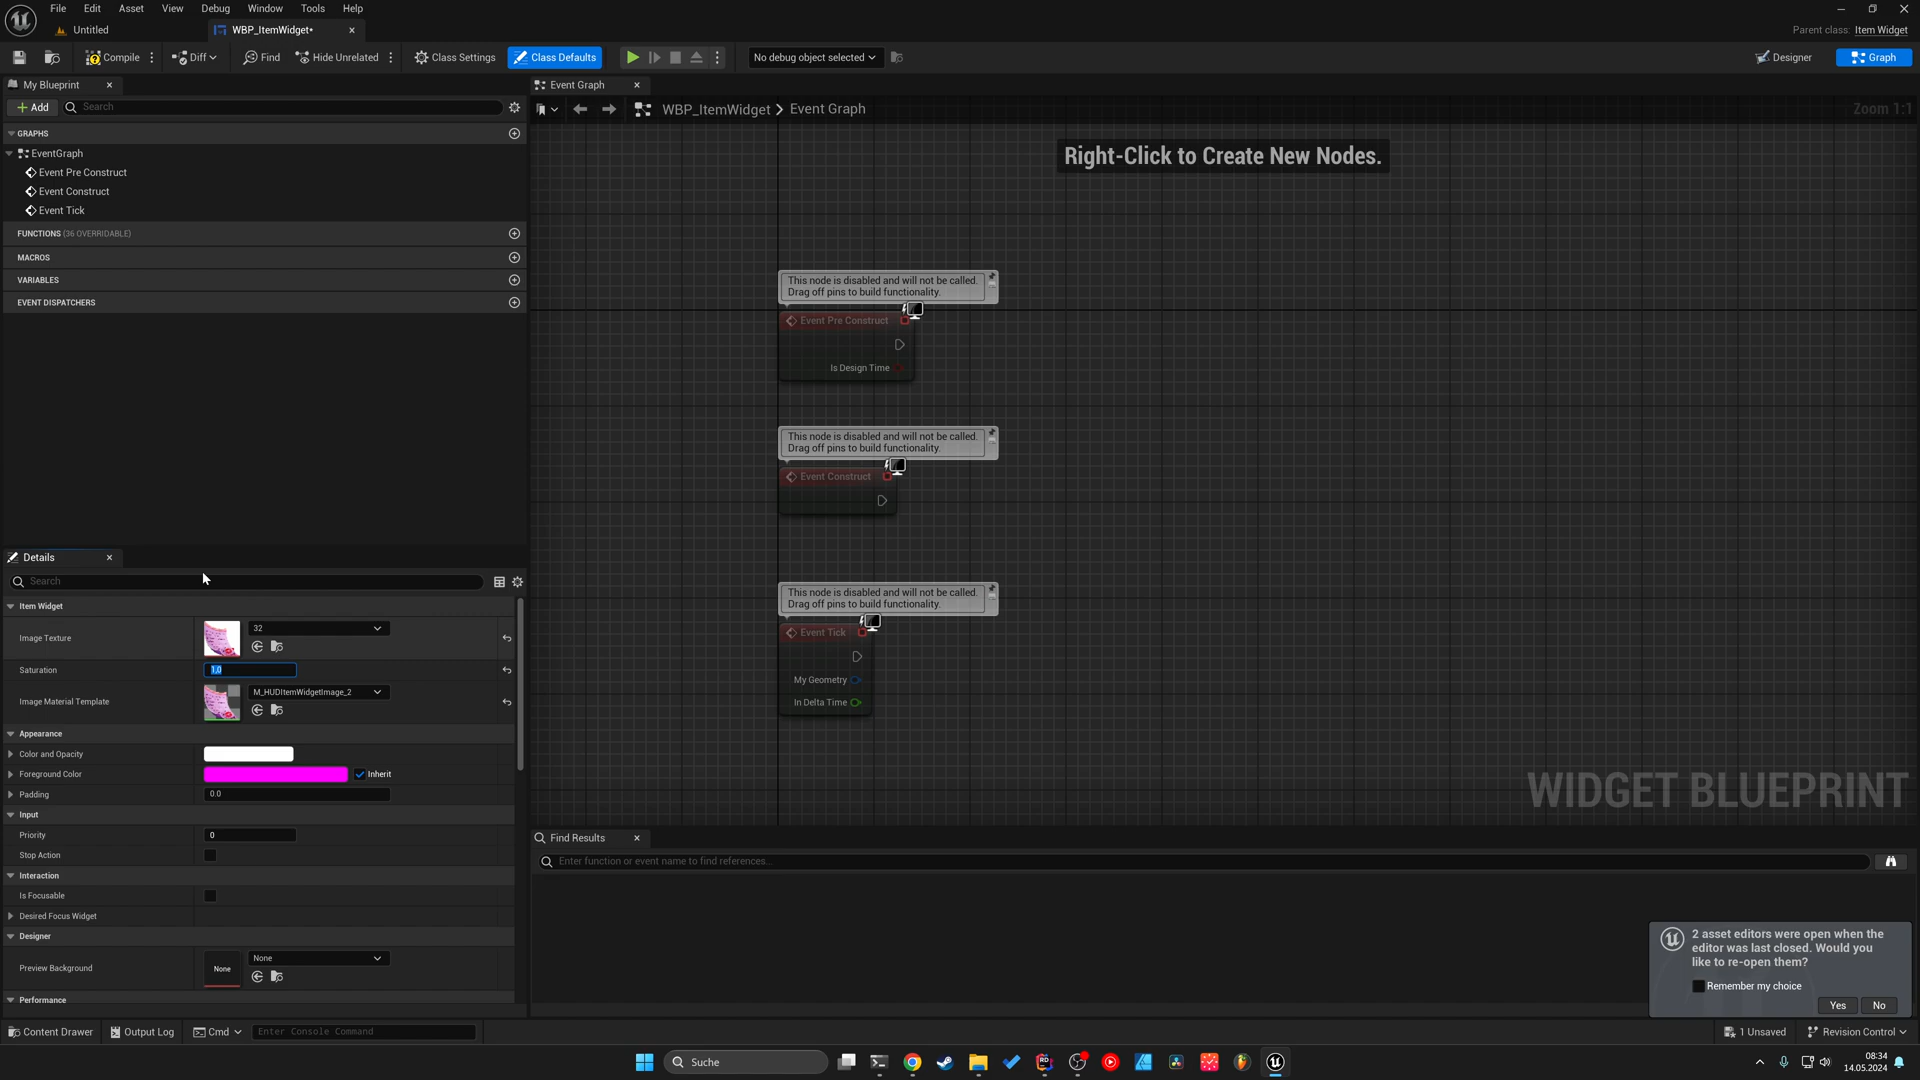 File Edit Asset View Debug Window Tools Help
Untitled
WBP_ItemWidget*
Parent class: Item Widget
Compile
Diff
Find
Hide Unrelated
Class Settings
Class Defaults
No debug object selected
Designer
Graph
My Blueprint
Add
Search
GRAPHS
EventGraph
Event Pre Construct
Event Construct
Event Tick
FUNCTIONS (36 OVERRIDABLE)
MACROS
VARIABLES
EVENT DISPATCHERS
Event Graph
WBP_ItemWidget > Event Graph
Zoom 1:1
Right-Click to Create New Nodes.
This node is disabled and will not be called.
Drag off pins to build functionality.
Event Pre Construct
Is Design Time
This node is disabled and will not be called.
Drag off pins to build functionality.
Event Construct
This node is disabled and will not be called.
Drag off pins to build functionality.
Event Tick
My Geometry
In Delta Time
WIDGET BLUEPRINT
Details
Search
Item Widget
Image Texture
32
Saturation
1,0
Image Material Template
M_HUDItemWidgetImage_2
Appearance
Color and Opacity
Foreground Color
Inherit
Padding
0.0
Input
Priority
0
Stop Action
Interaction
Is Focusable
Desired Focus Widget
Designer
Preview Background
None
None
Performance
Find Results
Enter function or event name to find references...
2 asset editors were open when the
editor was last closed. Would you
like to re-open them?
Remember my choice
Yes
No
Content Drawer
Output Log
Cmd
Enter Console Command
1 Unsaved
Revision Control
Suche
08:34
14.05.2024